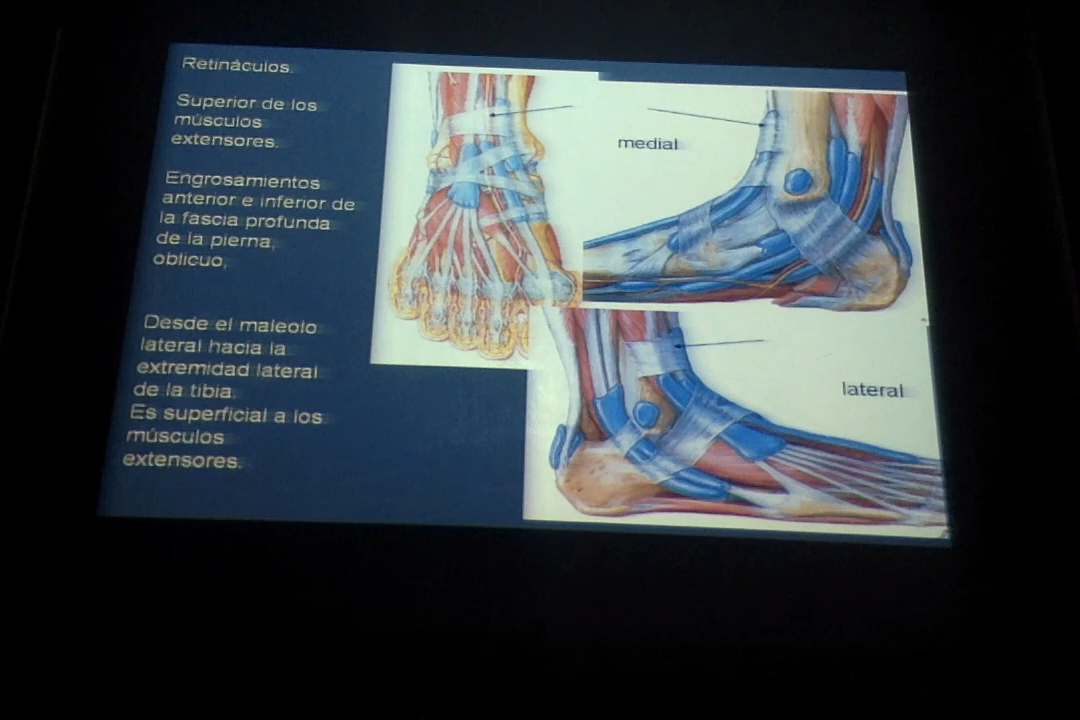 Retináculos.
Superior de los
músculos
extensores.
Engrosamientos
anterior e inferior de
la fascia profunda
de la pierna,
oblicuo,
Desde el maleolo
lateral hacia la
extremidad lateral
de la tibia.
Es superficial a los
músculos
extensores.
medial
lateral